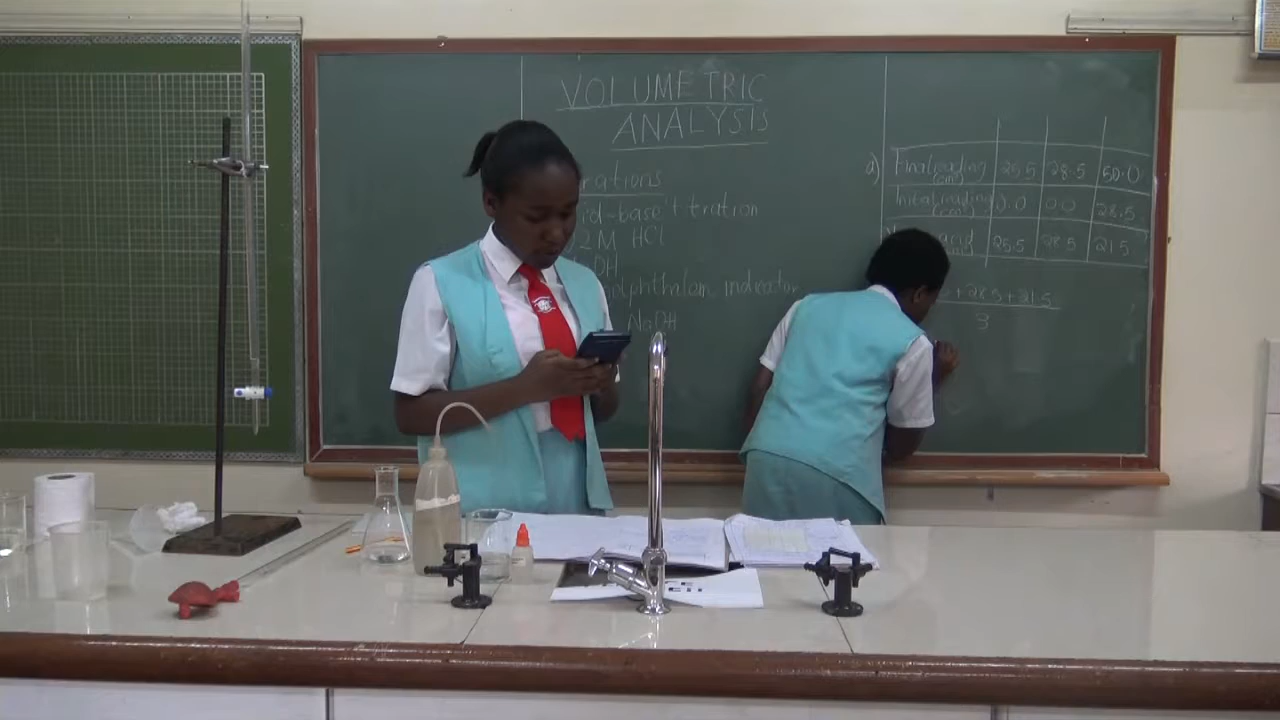 VOLUMETRIC
ANALYSIS
rations
id-base titration
2M HCl
OH
olphthalein indicator
NaOH
a)
Final reading (cm³) 25.5 28.5 50.0
Initial reading (cm³) 0.0 0.0 28.5
acid 25.5 28.5 21.5
+ 28.5 + 21.5
3